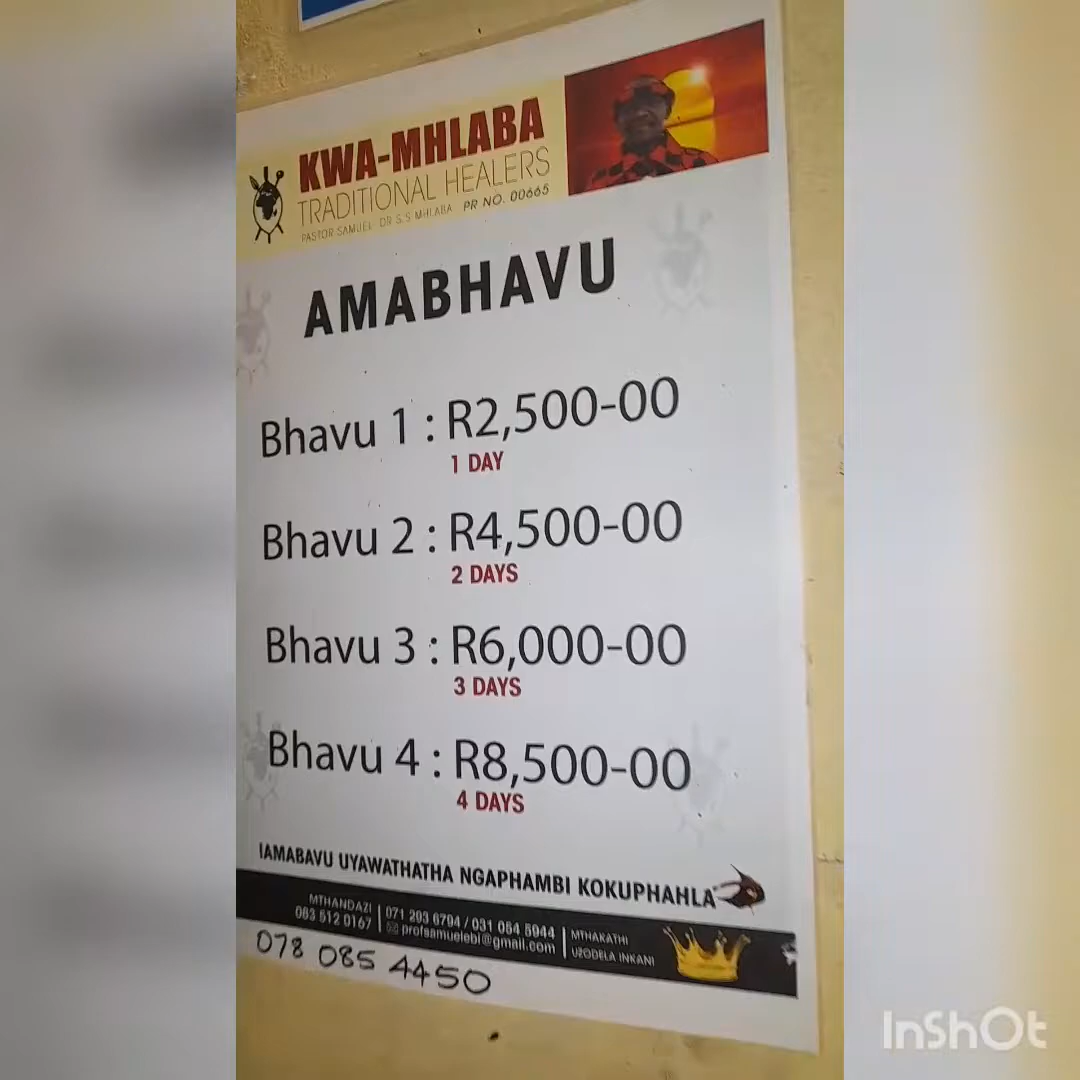 KWA-MHLABA
TRADITIONAL HEALERS
PASTOR SAMUEL DR S.S MHLABA PR NO. 00665
AMABHAVU
Bhavu 1 : R2,500-00
1 DAY
Bhavu 2 : R4,500-00
2 DAYS
Bhavu 3 : R6,000-00
3 DAYS
Bhavu 4 : R8,500-00
4 DAYS
IAMABAVU UYAWATHATHA NGAPHAMBI KOKUPHAHLA
MTHANDAZI
083 512 0167
071 293 6794 / 031 054 5944
profsamuelebi@gmail.com
MTHAKATHI
UZODELA INKANI
078 085 4450
InShOt